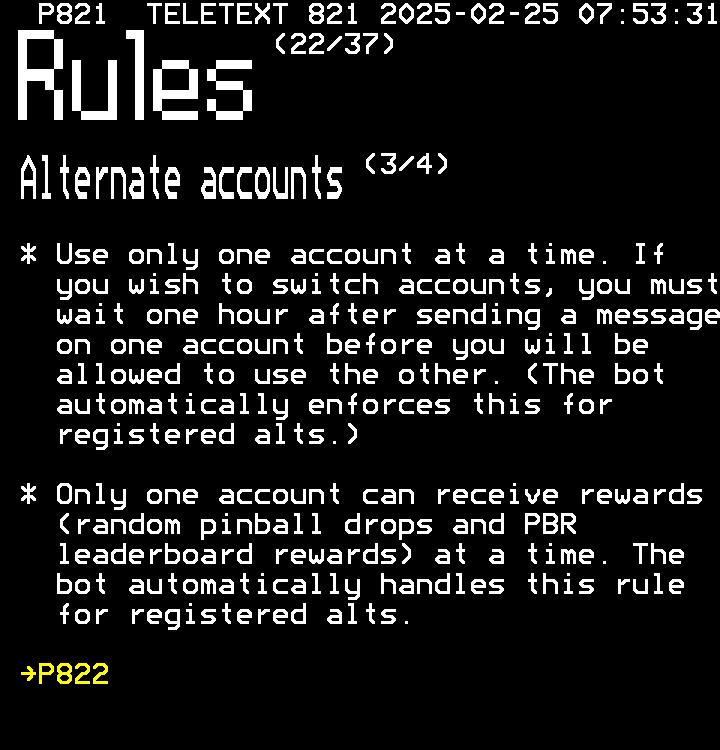 P821 TELETEXT 821 2025-02-25 07:53:31
Rules (22/37)
Alternate accounts (3/4)
* Use only one account at a time. If
you wish to switch accounts, you must
wait one hour after sending a message
on one account before you will be
allowed to use the other. (The bot
automatically enforces this for
registered alts.)
* Only one account can receive rewards
(random pinball drops and PBR
leaderboard rewards) at a time. The
bot automatically handles this rule
for registered alts.
→P822